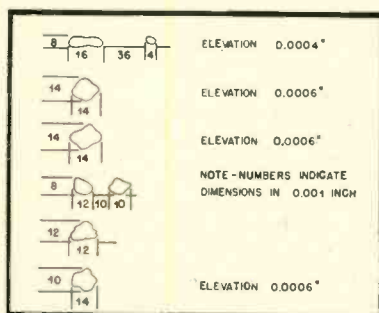 8 ELEVATION 0.0004"
16 36 4
14 ELEVATION 0.0006"
14
14 ELEVATION 0.0006"
14
8 NOTE-NUMBERS INDICATE
12 10 10 DIMENSIONS IN 0.001 INCH
12
12
10 ELEVATION 0.0006"
14